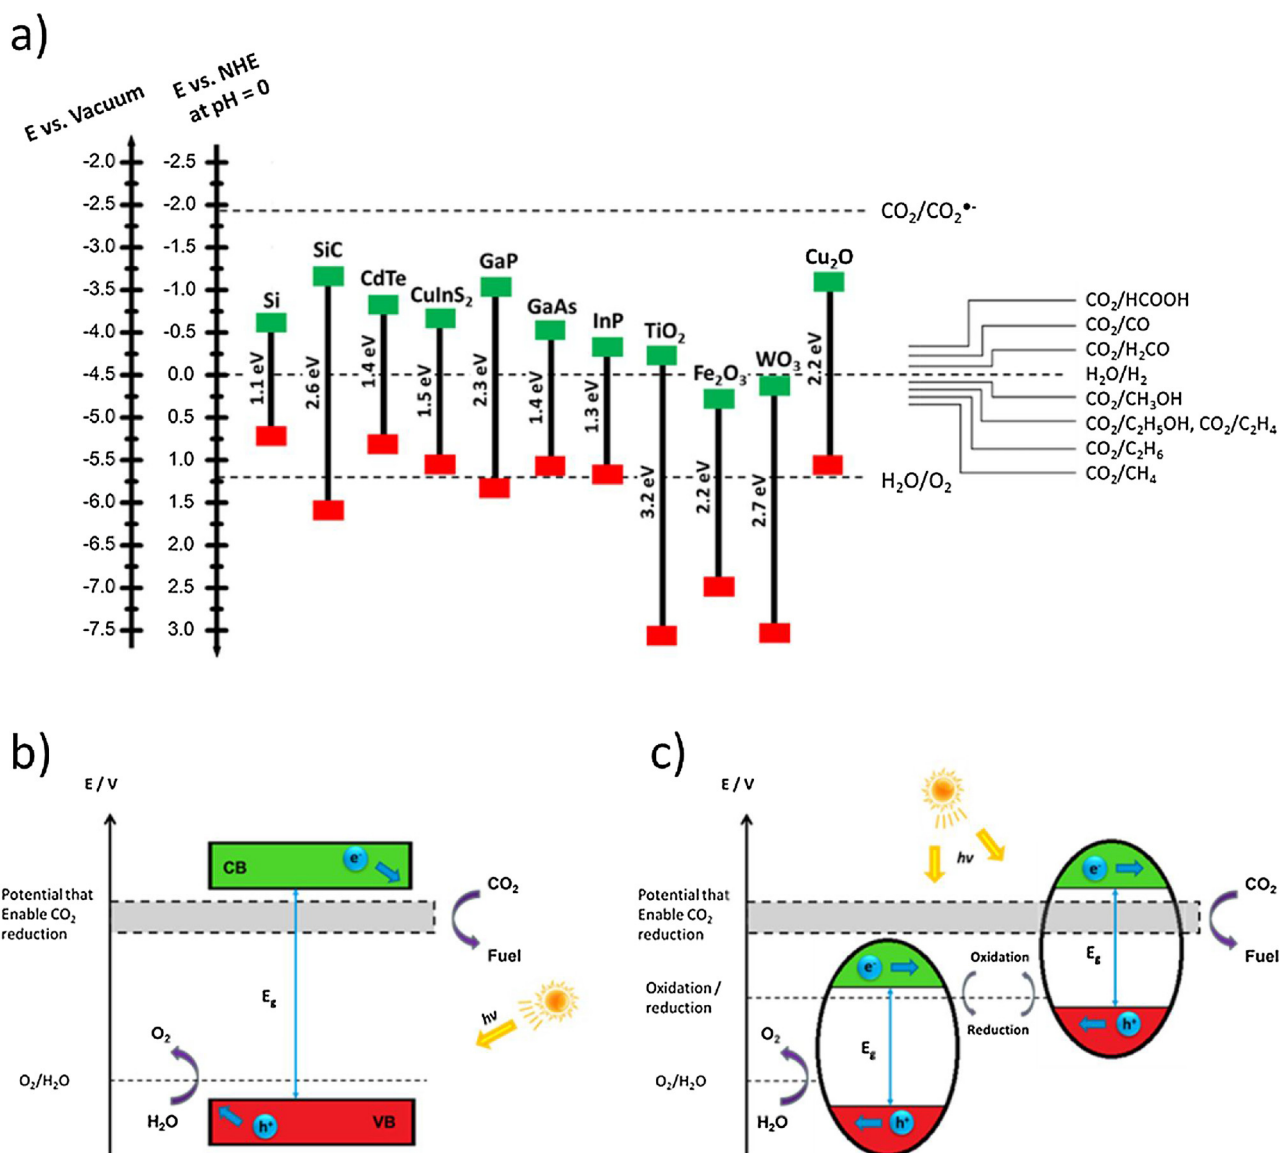 a)
E vs. Vacuum
E vs. NHE
at pH = 0
-2.0
-2.5
-3.0
-3.5
-4.0
-4.5
-5.0
-5.5
-6.0
-6.5
-7.0
-7.5
-2.5
-2.0
-1.5
-1.0
-0.5
0.0
0.5
1.0
1.5
2.0
2.5
3.0
Si
1.1 eV
SiC
2.6 eV
CdTe
1.4 eV
CuInS₂
1.5 eV
GaP
2.3 eV
GaAs
1.4 eV
InP
1.3 eV
TiO₂
3.2 eV
Fe₂O₃
2.2 eV
WO₃
2.7 eV
Cu₂O
2.2 eV
CO₂/CO₂•-
H₂O/O₂
CO₂/HCOOH
CO₂/CO
CO₂/H₂CO
H₂O/H₂
CO₂/CH₃OH
CO₂/C₂H₅OH, CO₂/C₂H₄
CO₂/C₂H₆
CO₂/CH₄
b)
E / V
CB
e-
Potential that
Enable CO₂
reduction
CO₂
Fuel
Eg
hv
O₂
O₂/H₂O
H₂O
h+
VB
c)
E / V
hv
e-
Potential that
Enable CO₂
reduction
CO₂
Fuel
Eg
e-
Oxidation
Oxidation /
reduction
Reduction
h+
O₂
Eg
O₂/H₂O
H₂O
h+